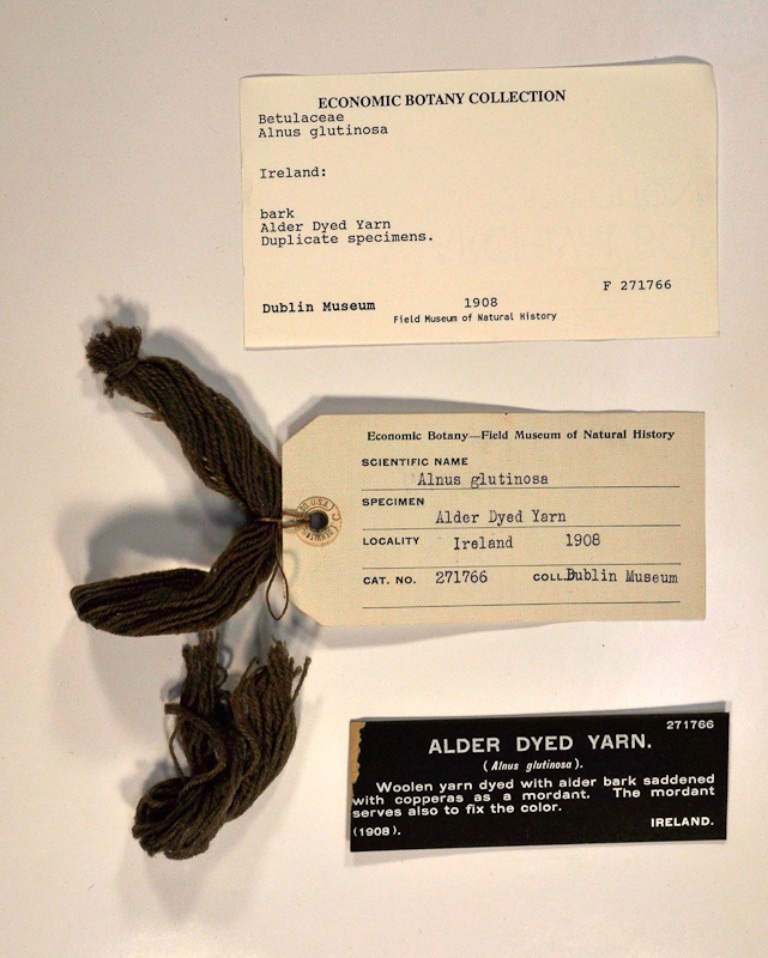 ECONOMIC BOTANY COLLECTION
Betulaceae
Alnus glutinosa
Ireland:
bark
Alder Dyed Yarn
Duplicate specimens.
F 271766
Dublin Museum 1908
Field Museum of Natural History
Economic Botany—Field Museum of Natural History
SCIENTIFIC NAME
Alnus glutinosa
SPECIMEN
Alder Dyed Yarn
LOCALITY Ireland 1908
CAT. NO. 271766 COLL. Dublin Museum
271766
ALDER DYED YARN.
(Alnus glutinosa).
Woolen yarn dyed with alder bark saddened
with copperas as a mordant. The mordant
serves also to fix the color.
(1908). IRELAND.